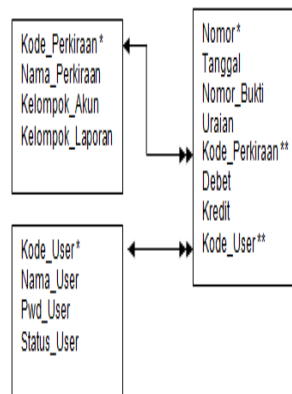 Kode_Perkiraan*
Nama_Perkiraan
Kelompok_Akun
Kelompok_Laporan
Kode_User*
Nama_User
Pwd_User
Status_User
Nomor*
Tanggal
Nomor_Bukti
Uraian
Kode_Perkiraan**
Debet
Kredit
Kode_User**